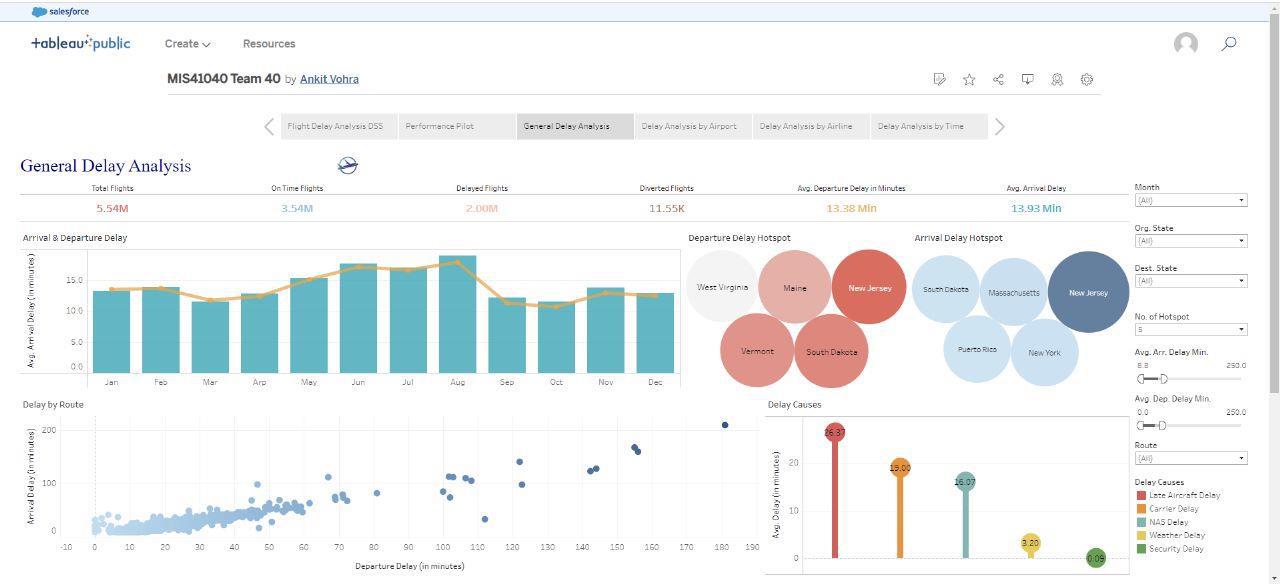 salesforce
+ableau+public
Create
Resources
MIS41040 Team 40 by Ankit Vohra
Flight Delay Analysis DSS
Performance Pilot
General Delay Analysis
Delay Analysis by Airport
Delay Analysis by Airline
Delay Analysis by Time
General Delay Analysis
Total Flights
On Time Flights
Delayed Flights
Diverted Flights
Avg. Departure Delay in Minutes
Avg. Arrival Delay
5.54M
3.54M
2.00M
11.55K
13.38 Min
13.93 Min
Month
(All)
Org. State
(All)
Dest. State
(All)
No. of Hotspot
5
Avg. Arr. Delay Min.
8.8 250.0
Avg. Dep. Delay Min.
0.0 250.0
Route
(All)
Arrival & Departure Delay
Avg. Arrival Delay (in minutes)
15.0
10.0
5.0
0.0
Jan Feb Mar Arp May Jun Jul Aug Sep Oct Nov Dec
Departure Delay Hotspot
West Virginia
Maine
New Jersey
Vermont
South Dakota
Arrival Delay Hotspot
South Dakota
Massachusetts
New Jersey
Puerto Rico
New York
Delay by Route
Arrival Delay (in minutes)
200
100
0
-10 0 10 20 30 40 50 60 70 80 90 100 110 120 130 140 150 160 170 180 190
Departure Delay (in minutes)
Delay Causes
Avg. Delay (in minutes)
20
10
0
26.37
19.00
16.07
3.20
0.09
Delay Causes
Late Aircraft Delay
Carrier Delay
NAS Delay
Weather Delay
Security Delay